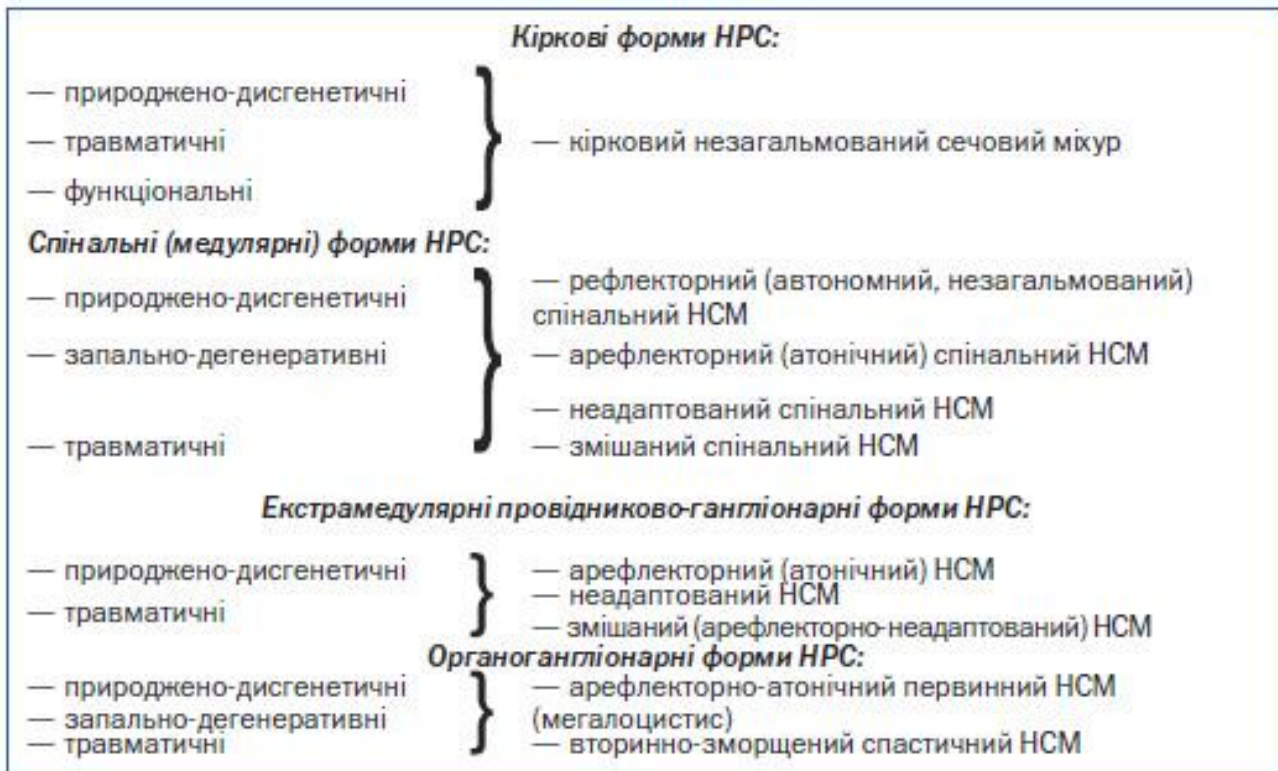 Кіркові форми НРС:
— природжено-дисгенетичні
— травматичні
— функціональні
— кірковий незагальмований сечовий міхур
Спінальні (медулярні) форми НРС:
— природжено-дисгенетичні
— запально-дегенеративні
— травматичні
— рефлекторний (автономний, незагальмований)
спінальний НСМ
— арефлекторний (атонічний) спінальний НСМ
— неадаптований спінальний НСМ
— змішаний спінальний НСМ
Екстрамедулярні провідниково-гангліонарні форми НРС:
— природжено-дисгенетичні
— травматичні
— арефлекторний (атонічний) НСМ
— неадаптований НСМ
— змішаний (арефлекторно-неадаптований) НСМ
Органогангліонарні форми НРС:
— природжено-дисгенетичні
— запально-дегенеративні
— травматичні
— арефлекторно-атонічний первинний НСМ
(мегалоцистис)
— вторинно-зморщений спастичний НСМ